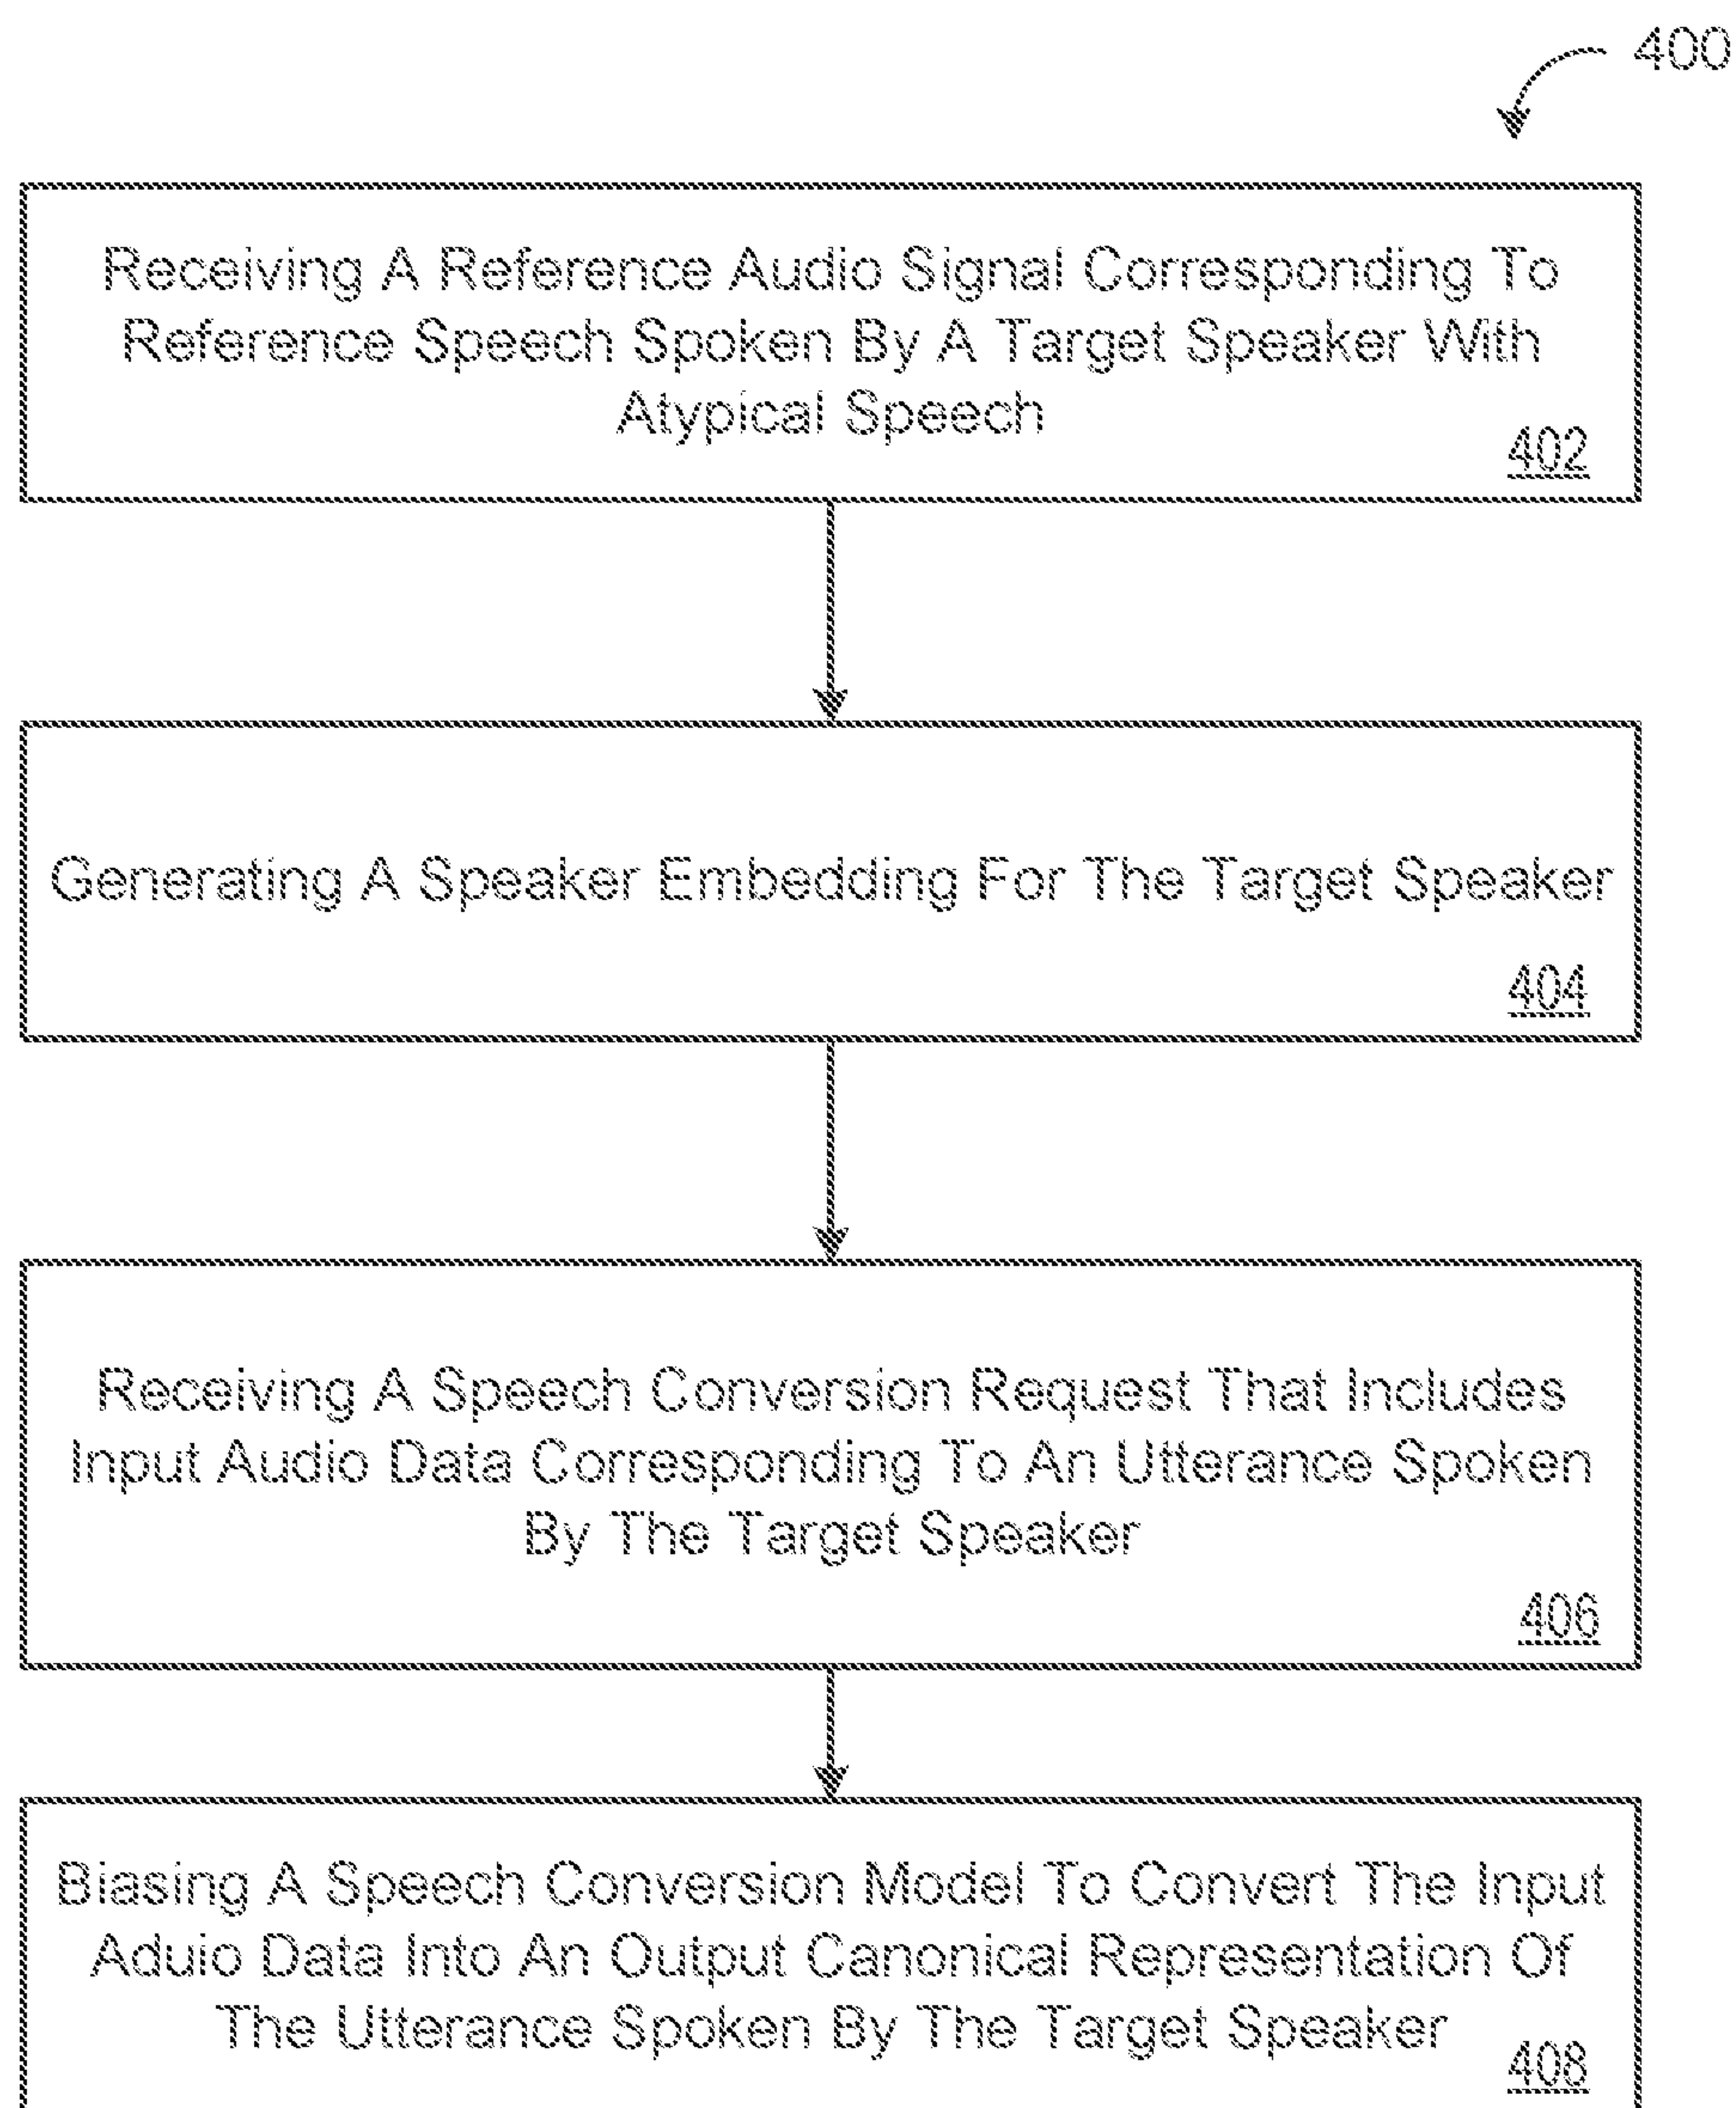 400
Receiving A Reference Audio Signal Corresponding To
Reference Speech Spoken By A Target Speaker With
Atypical Speech
402
Generating A Speaker Embedding For The Target Speaker
404
Receiving A Speech Conversion Request That Includes
Input Audio Data Corresponding To An Utterance Spoken
By The Target Speaker
406
Biasing A Speech Conversion Model To Convert The Input
Aduio Data Into An Output Canonical Representation Of
The Utterance Spoken By The Target Speaker
408